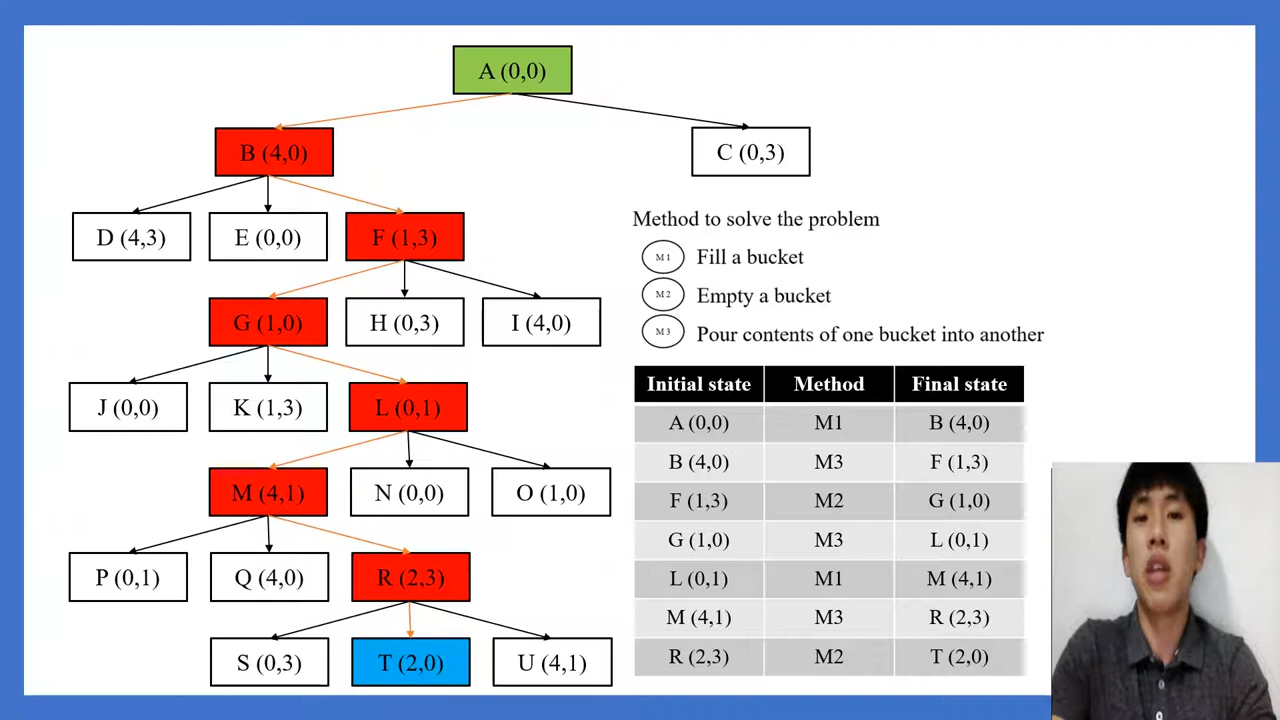 A (0,0)
B (4,0)
C (0,3)
D (4,3)
E (0,0)
F (1,3)
G (1,0)
H (0,3)
I (4,0)
J (0,0)
K (1,3)
L (0,1)
M (4,1)
N (0,0)
O (1,0)
P (0,1)
Q (4,0)
R (2,3)
S (0,3)
T (2,0)
U (4,1)
Method to solve the problem
M 1 Fill a bucket
M 2 Empty a bucket
M 3 Pour contents of one bucket into another
Initial state Method Final state
A (0,0) M1 B (4,0)
B (4,0) M3 F (1,3)
F (1,3) M2 G (1,0)
G (1,0) M3 L (0,1)
L (0,1) M1 M (4,1)
M (4,1) M3 R (2,3)
R (2,3) M2 T (2,0)